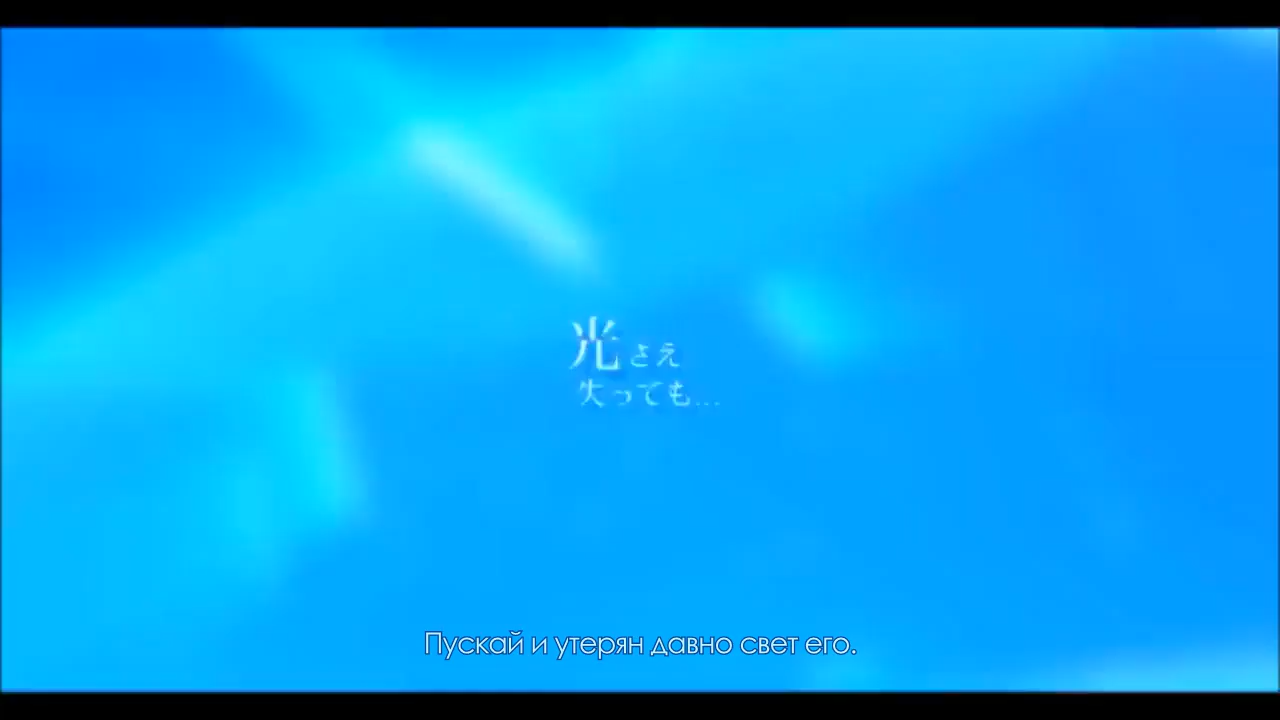 光さえ
失っても...
Пускай и утерян давно свет его.